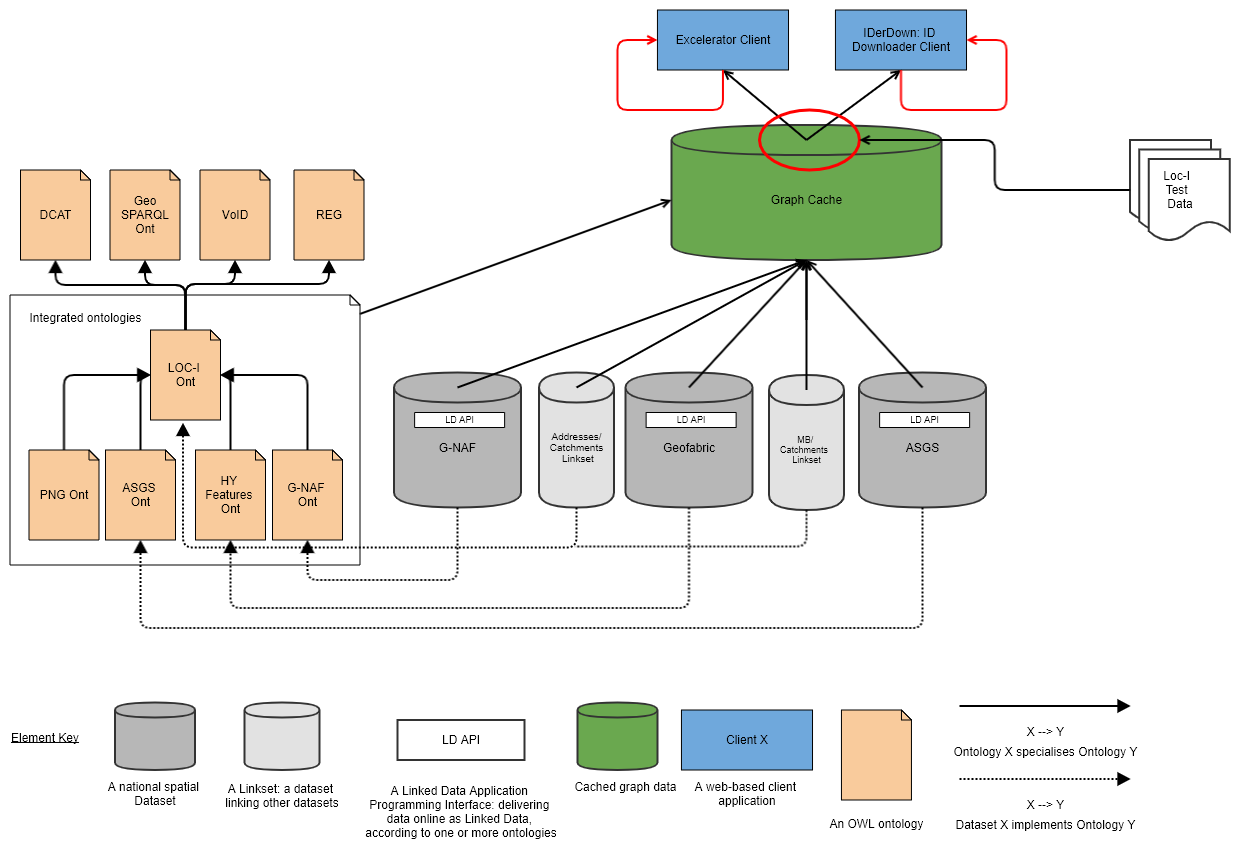 Excelerator Client
IDerDown: ID
Downloader Client
Graph Cache
Loc-I
Test
Data
DCAT
Geo
SPARQL
Ont
VoID
REG
Integrated ontologies
LOC-I
Ont
PNG Ont
ASGS
Ont
HY
Features
Ont
G-NAF
Ont
LD API
G-NAF
Addresses/
Catchments
Linkset
LD API
Geofabric
MB/
Catchments
Linkset
LD API
ASGS
Element Key
A national spatial
Dataset
A Linkset: a dataset
linking other datasets
LD API
A Linked Data Application
Programming Interface: delivering
data online as Linked Data,
according to one or more ontologies
Cached graph data
Client X
A web-based client
application
An OWL ontology
X --> Y
Ontology X specialises Ontology Y
X --> Y
Dataset X implements Ontology Y